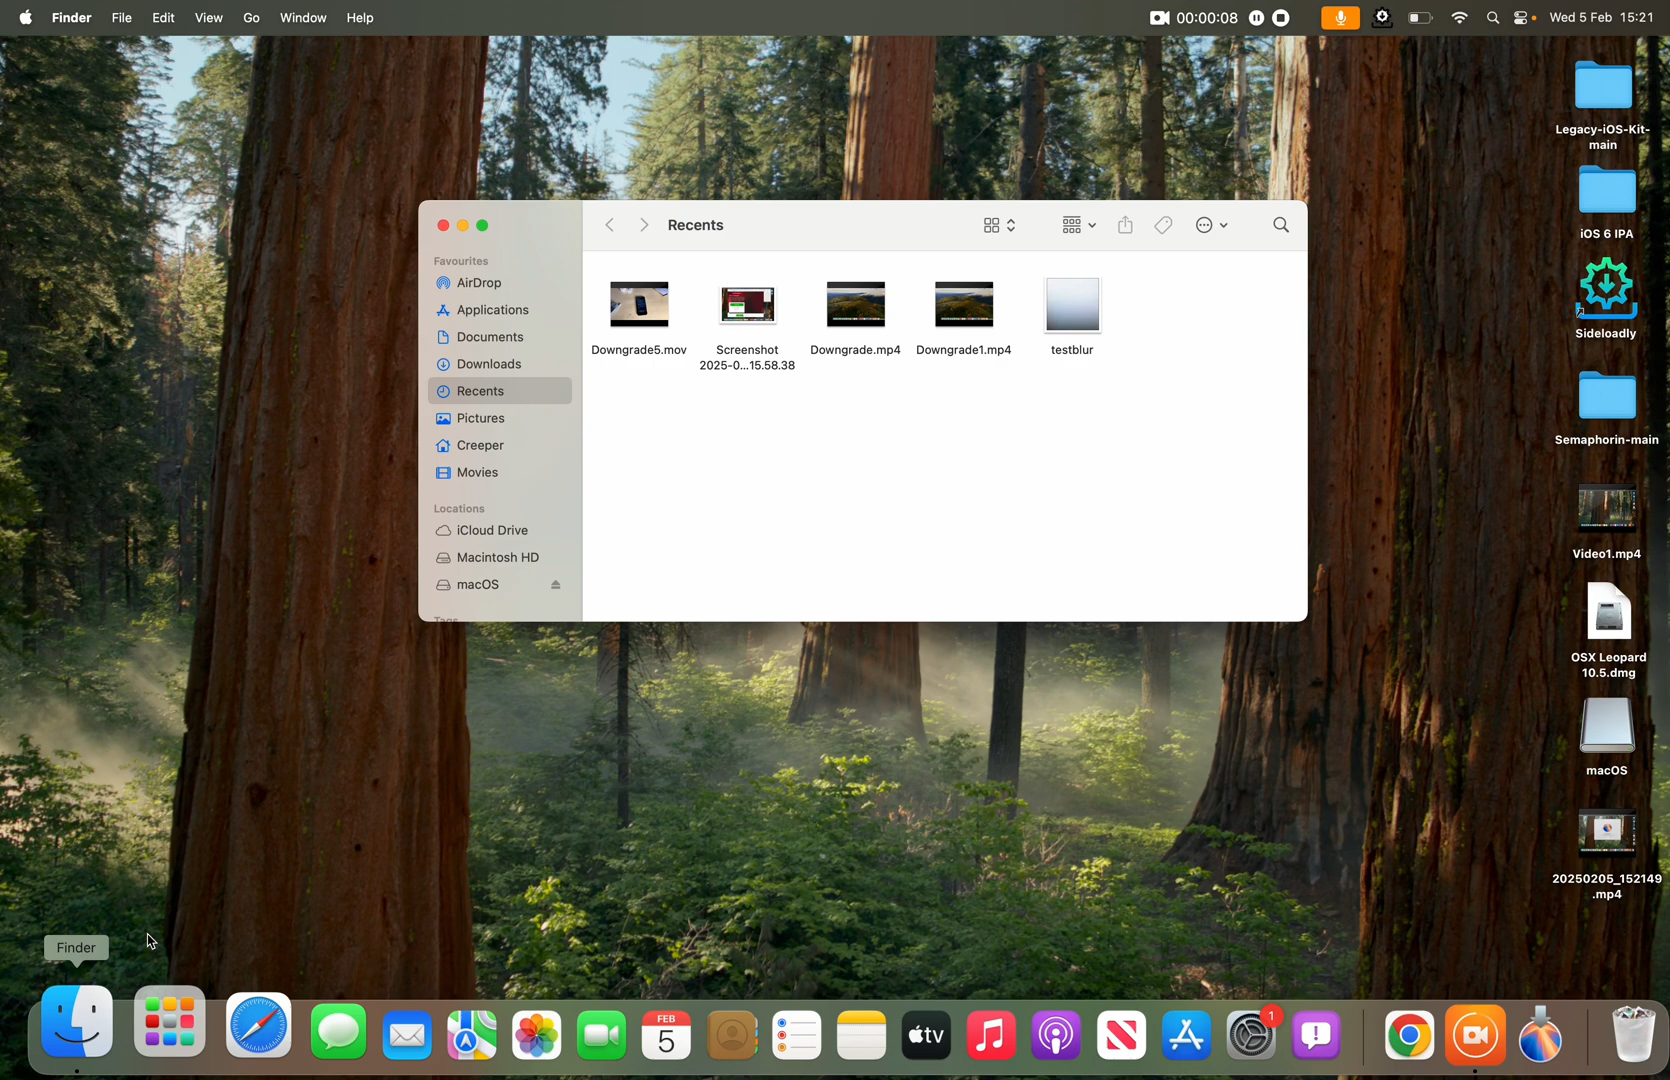 Finder File Edit View Go Window Help
00:00:08
Wed 5 Feb 15:21
Recents
Favourites
AirDrop
Applications
Documents
Downloads
Recents
Pictures
Creeper
Movies
Locations
iCloud Drive
Macintosh HD
macOS
Tags
Downgrade5.mov
Screenshot
2025-0...15.58.38
Downgrade.mp4
Downgrade1.mp4
testblur
Legacy-iOS-Kit-
main
iOS 6 IPA
Sideloadly
Semaphorin-main
Video1.mp4
OSX Leopard
10.5.dmg
macOS
20250205_152149
.mp4
Finder
FEB
5
tv
1